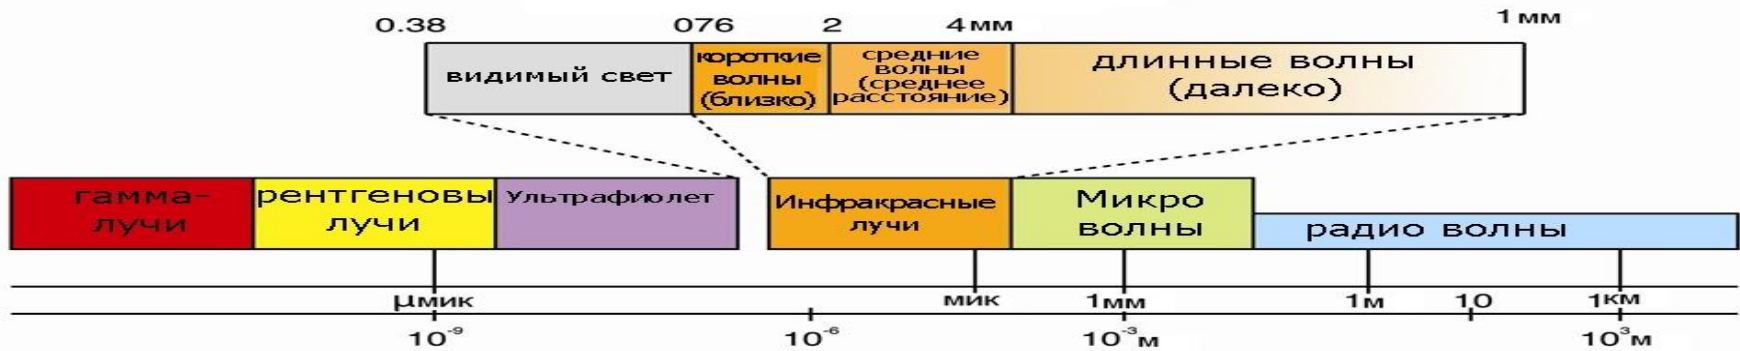 0.38 076 2 4мм 1мм
видимый свет
короткие
волны
(близко)
средние
волны
(среднее
расстояние)
длинные волны
(далеко)
гамма-
лучи
рентгеновы
лучи
Ультрафиолет
Инфракрасные
лучи
Микро
волны
радио волны
μмик мик 1мм 1м 10 1км
10⁻⁹ 10⁻⁶ 10⁻³м 10³м